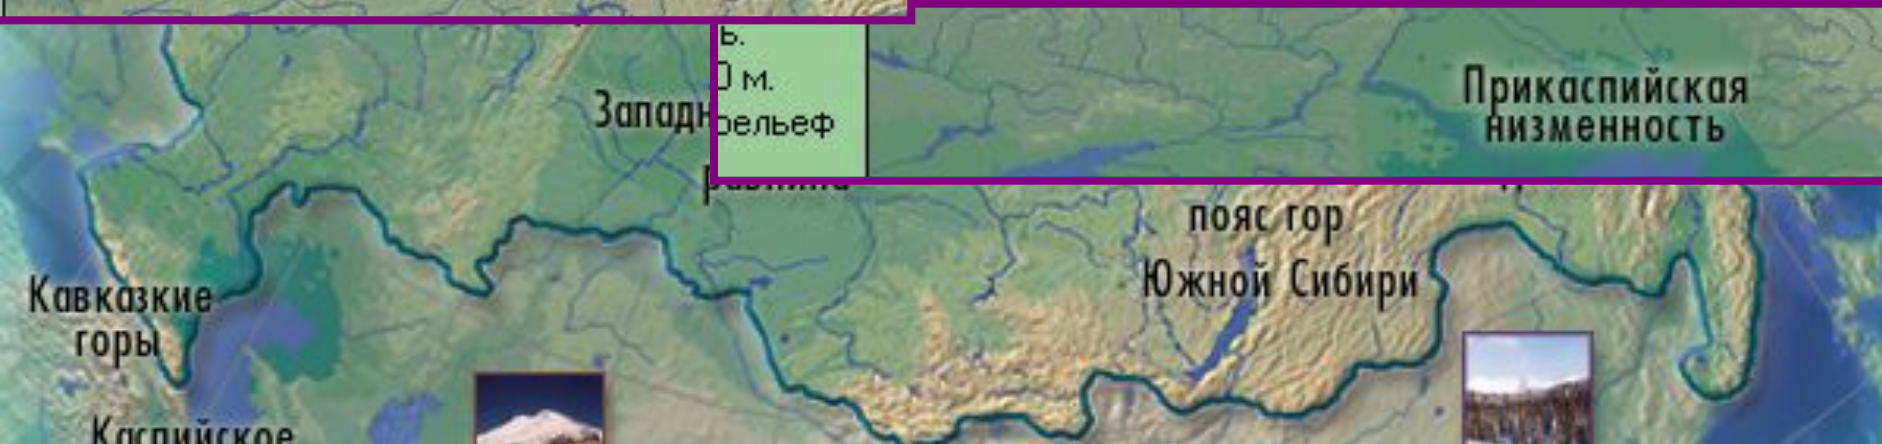 ь.
0 м.
рельеф
Прикаспийская
низменность
Западн
равнина
пояс гор
Южной Сибири
Кавказкие
горы
Каспийское